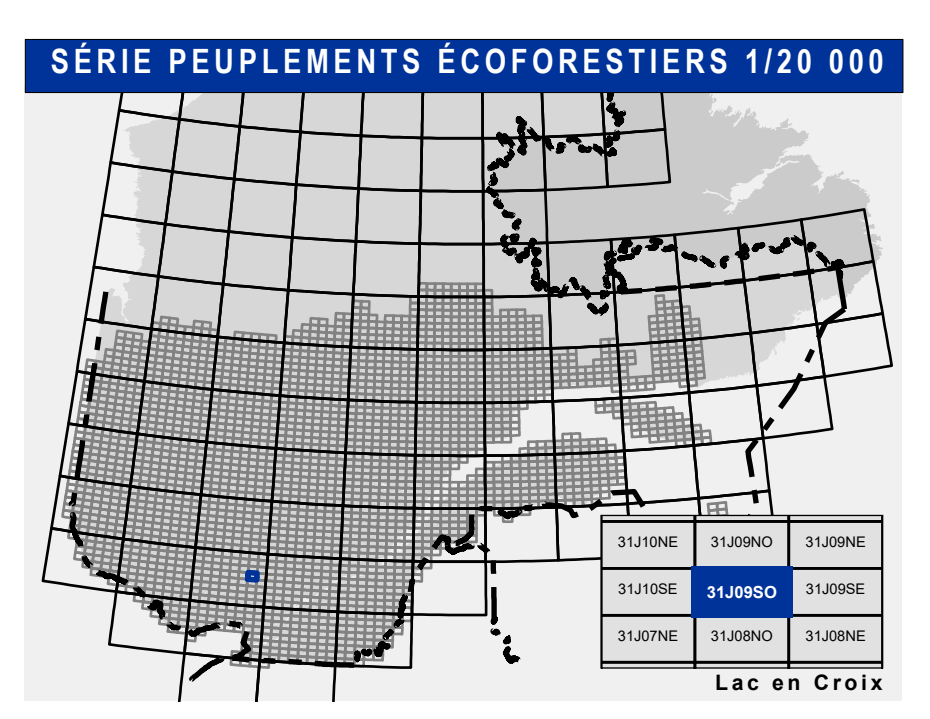 SÉRIE PEUPLEMENTS ÉCOFORESTIERS 1/20 000
31J10NE 31J09NO 31J09NE
31J10SE 31J09SO 31J09SE
31J07NE 31J08NO 31J08NE
Lac en Croix